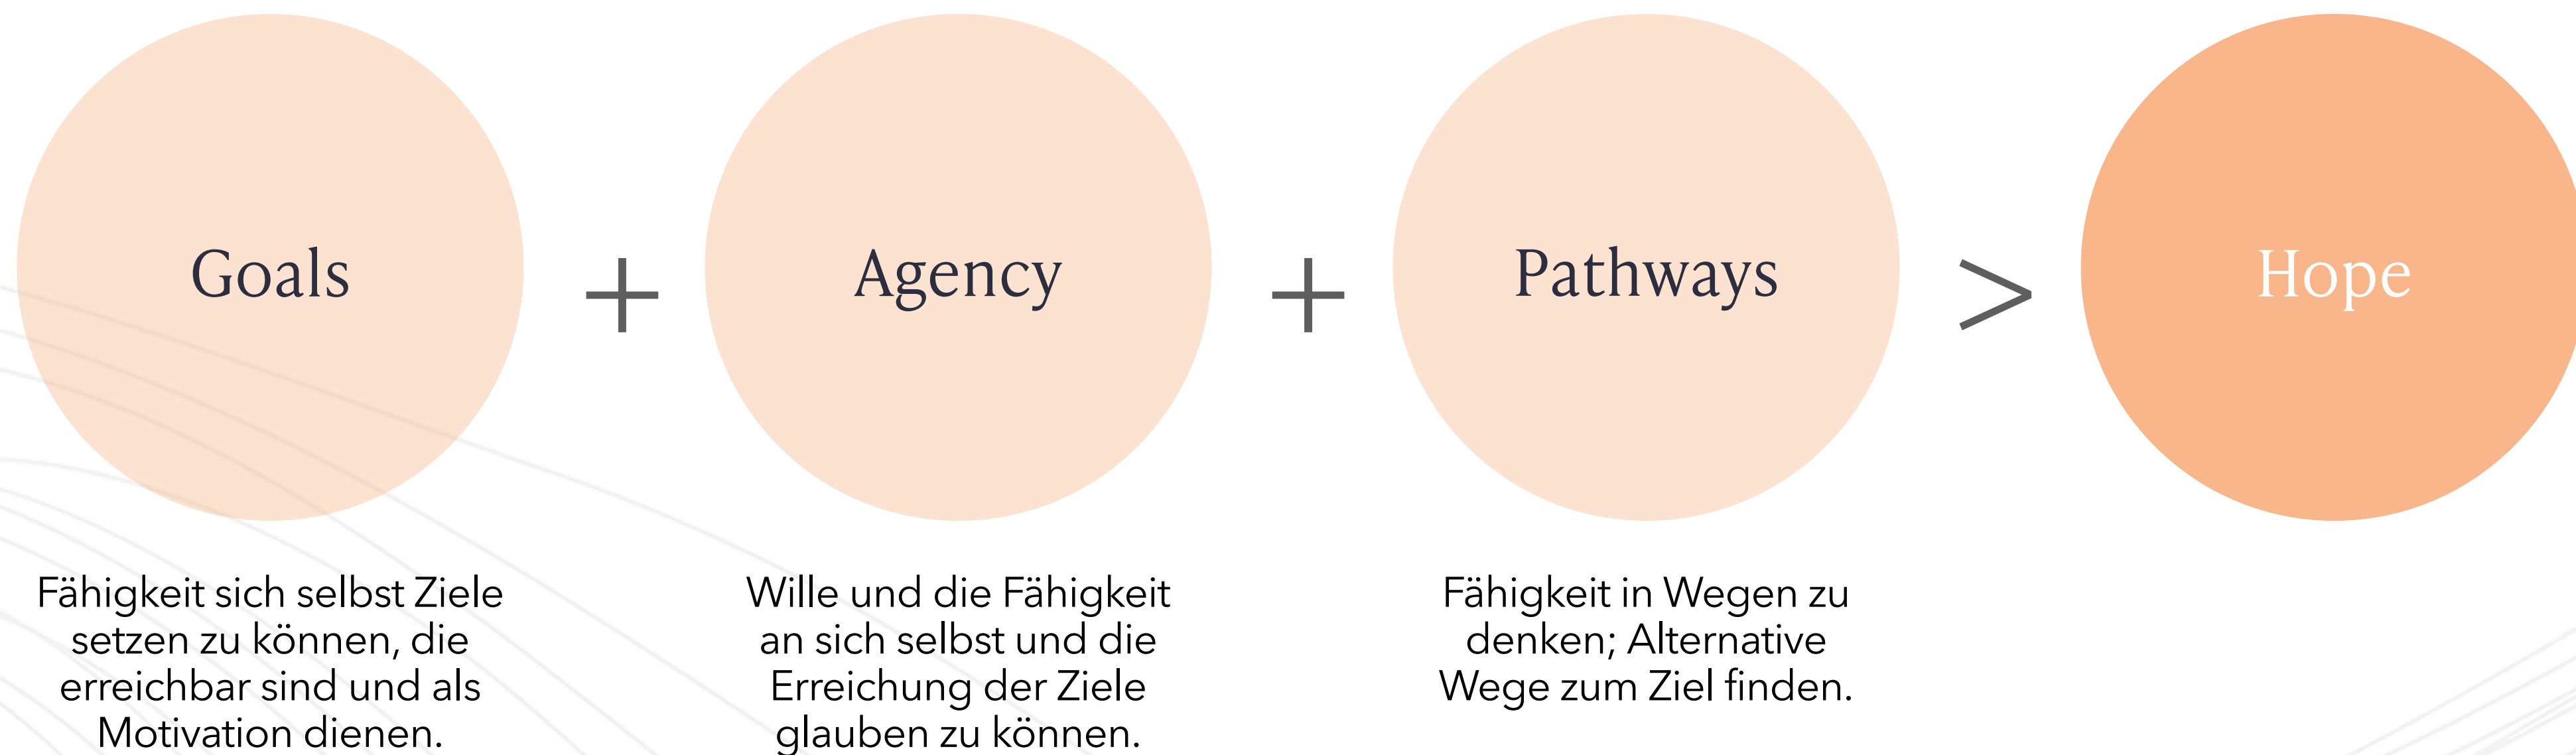 Goals
+
Agency
+
Pathways
>
Hope
Fähigkeit sich selbst Ziele
setzen zu können, die
erreichbar sind und als
Motivation dienen.
Wille und die Fähigkeit
an sich selbst und die
Erreichung der Ziele
glauben zu können.
Fähigkeit in Wegen zu
denken; Alternative
Wege zum Ziel finden.